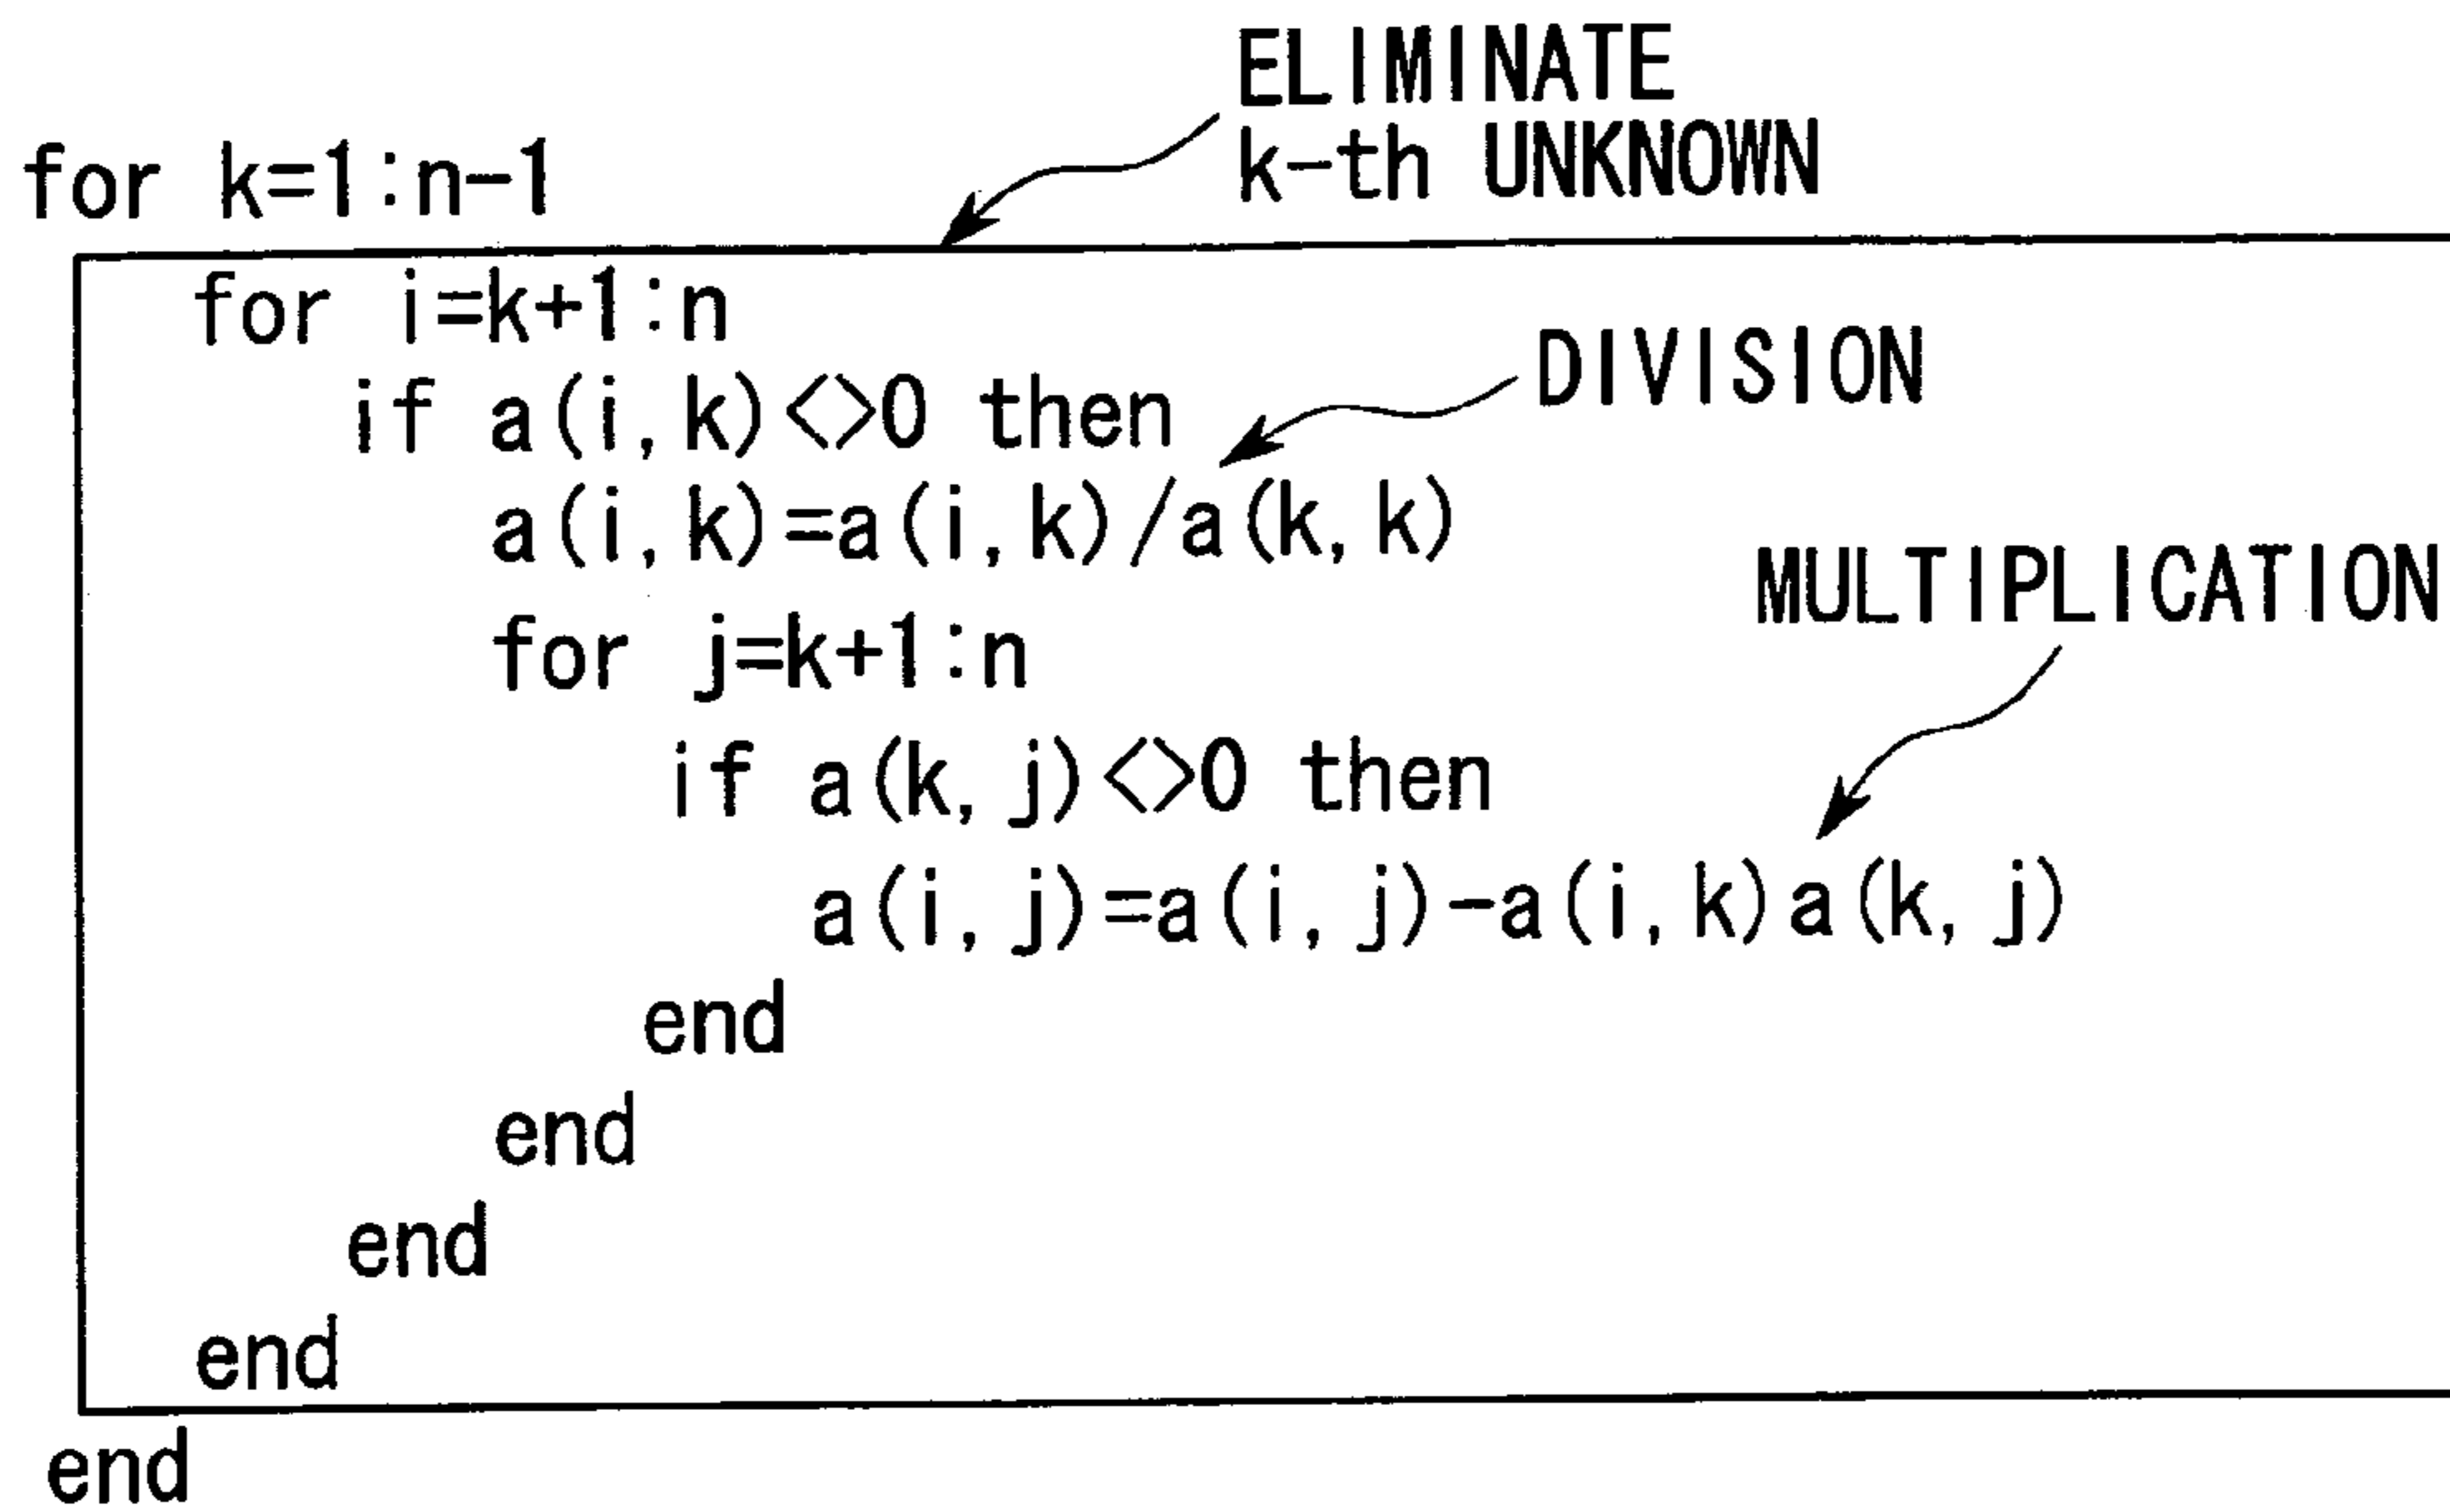 ELIMINATE
k-th UNKNOWN
for k=1:n-1
for i=k+1:n
DIVISION
if a(i,k)<>0 then
a(i,k)=a(i,k)/a(k,k)
MULTIPLICATION
for j=k+1:n
if a(k,j)<>0 then
a(i,j)=a(i,j)-a(i,k)a(k,j)
end
end
end
end
end